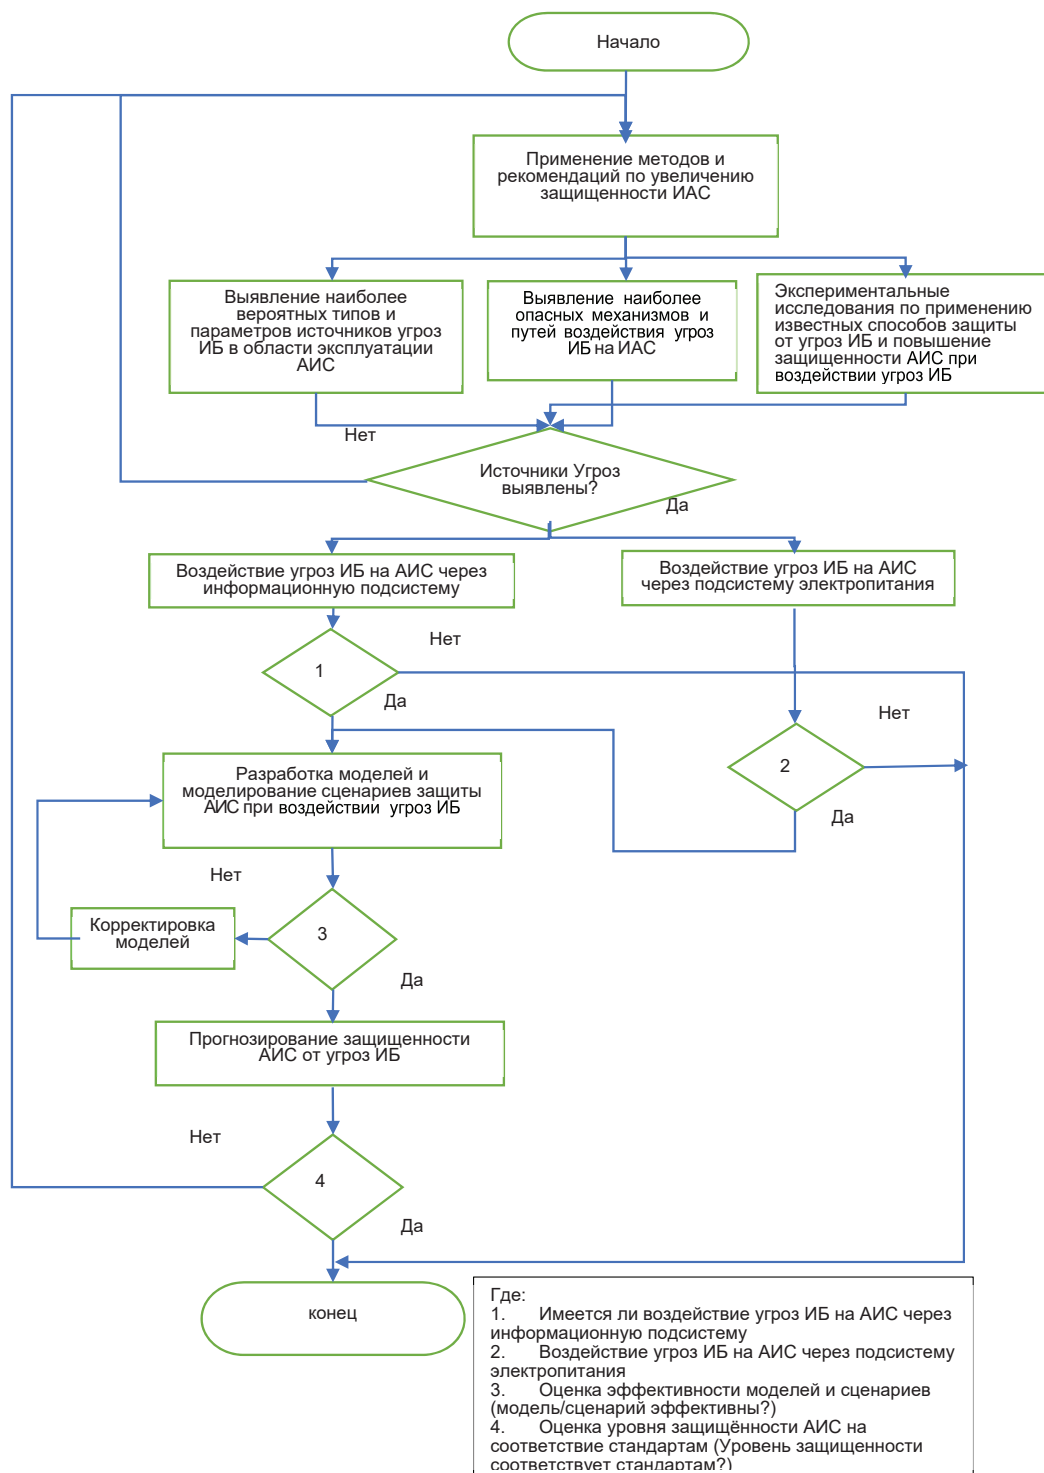 Начало
Применение методов и
рекомендаций по увеличению
защищенности ИАС
Выявление наиболее
вероятных типов и
параметров источников угроз
ИБ в области эксплуатации
АИС
Выявление наиболее
опасных механизмов и
путей воздействия угроз
ИБ на ИАС
Экспериментальные
исследования по применению
известных способов защиты
от угроз ИБ и повышение
защищенности АИС при
воздействии угроз ИБ
Нет
Источники Угроз
выявлены?
Да
Воздействие угроз ИБ на АИС через
информационную подсистему
Воздействие угроз ИБ на АИС
через подсистему электропитания
Нет
1
Да
Нет
2
Да
Разработка моделей и
моделирование сценариев защиты
АИС при воздействии угроз ИБ
Нет
Корректировка
моделей
3
Да
Прогнозирование защищенности
АИС от угроз ИБ
Нет
4
Да
конец
Где:
1. Имеется ли воздействие угроз ИБ на АИС через
информационную подсистему
2. Воздействие угроз ИБ на АИС через подсистему
электропитания
3. Оценка эффективности моделей и сценариев
(модель/сценарий эффективны?)
4. Оценка уровня защищённости АИС на
соответствие стандартам (Уровень защищенности
соответствует стандартам?)